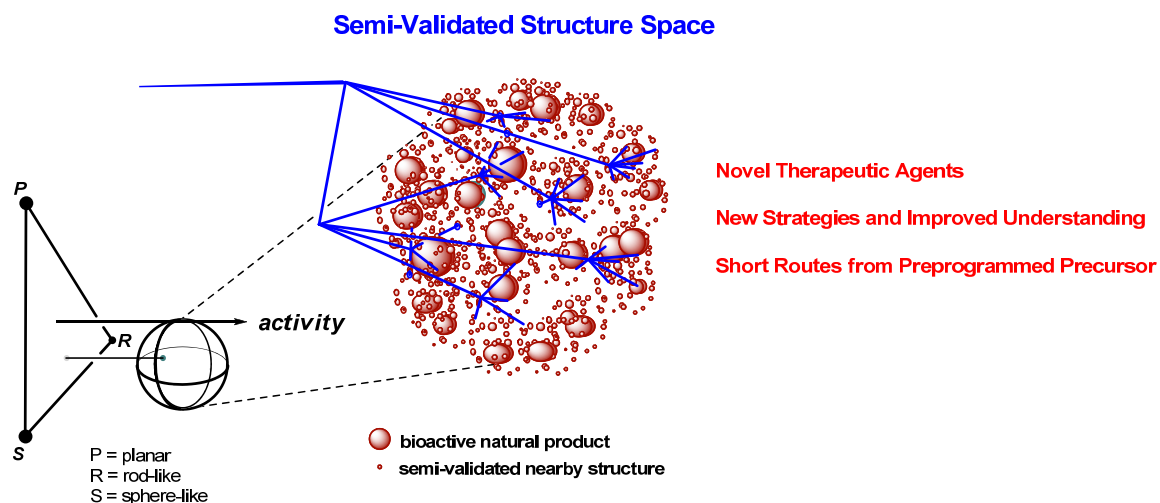 Semi-Validated Structure Space
Novel Therapeutic Agents
New Strategies and Improved Understanding
Short Routes from Preprogrammed Precursor
P
activity
R
S
P = planar
R = rod-like
S = sphere-like
bioactive natural product
semi-validated nearby structure